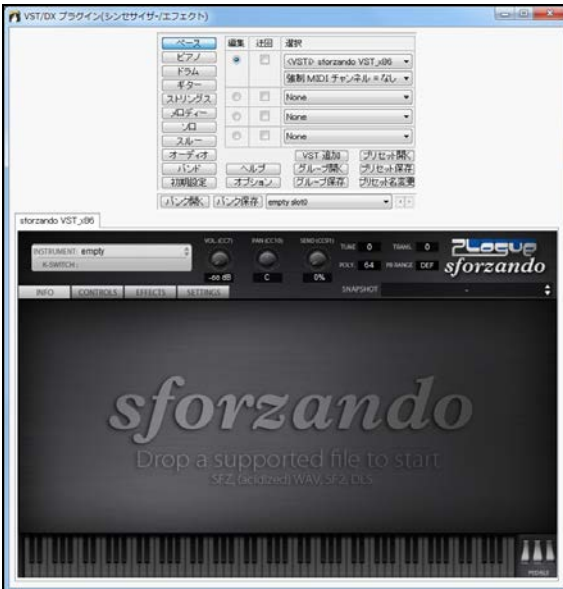 VST/DX プラグイン(シンセサイザ-/エフェクト)
ベース 編集 迂回 選択
ピアノ
<VSTi> sforzando VST_x86
ドラム
強制 MIDI チャンネル = なし
ギター
ストリングス
None
メロディー
None
ソロ
スルー
None
オーディオ
VST 追加 プリセット開く
バンド
ヘルプ グループ開く プリセット保存
初期設定 オプション グループ保存 プリセット名変更
バンク開く バンク保存 empty slot0
sforzando VST_x86
INSTRUMENT: empty
K-SWITCH :
VOL (CC7) PAN (CC10) SEND (CC91)
-oo dB C 0%
TUNE 0 TRANS. 0
POLY. 64 PB RANGE DEF
Plogue
sforzando
INFO CONTROLS EFFECTS SETTINGS SNAPSHOT -
sforzando
Drop a supported file to start
SFZ, (acidized) WAV, SF2, DLS
PEDALS